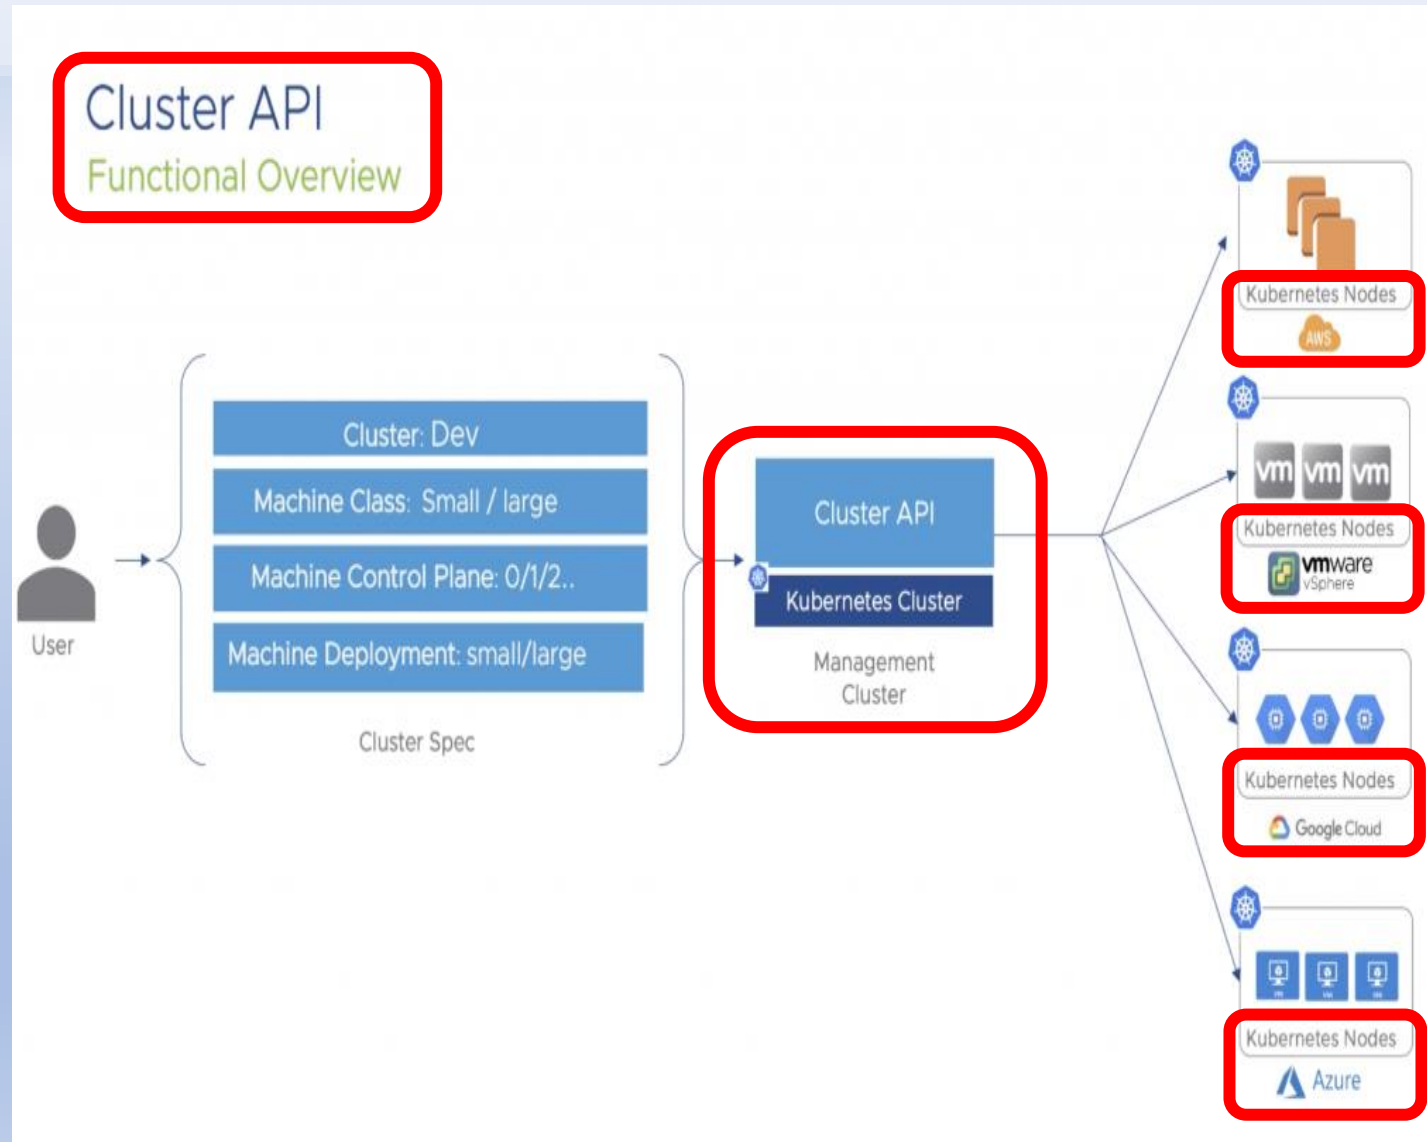 Cluster API
Functional Overview
User
Cluster: Dev
Machine Class: Small / large
Machine Control Plane: 0/1/2..
Machine Deployment: small/large
Cluster Spec
Cluster API
Kubernetes Cluster
Management
Cluster
Kubernetes Nodes
AWS
vm vm vm
Kubernetes Nodes
vmware
vSphere
Kubernetes Nodes
Google Cloud
Kubernetes Nodes
Azure